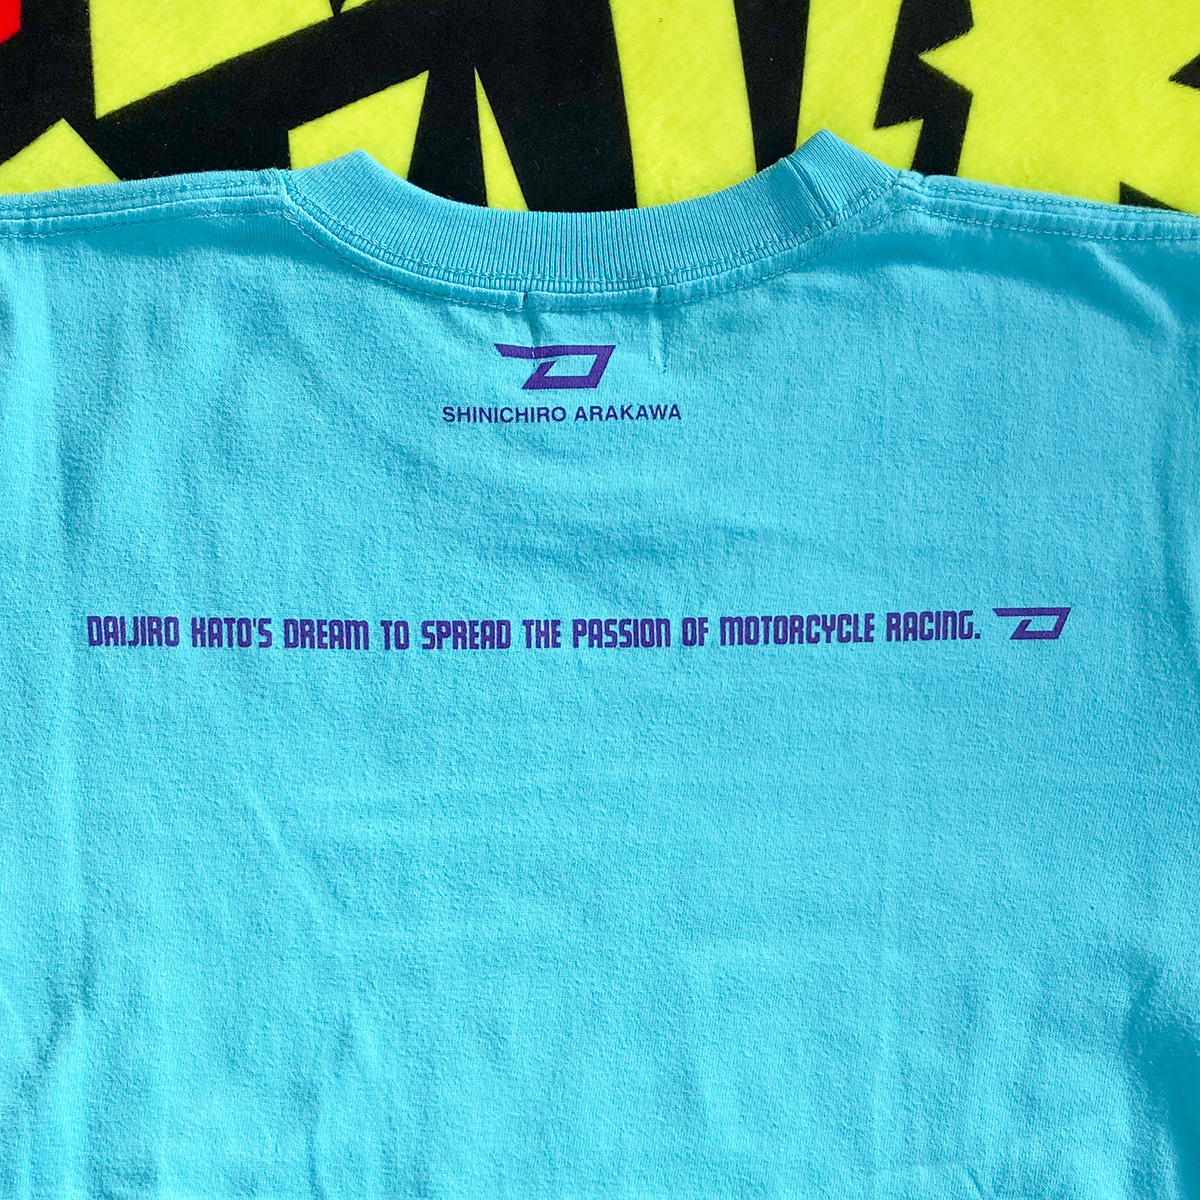 SHINICHIRO ARAKAWA
DAIJIRO KATO'S DREAM TO SPREAD THE PASSION OF MOTORCYCLE RACING.